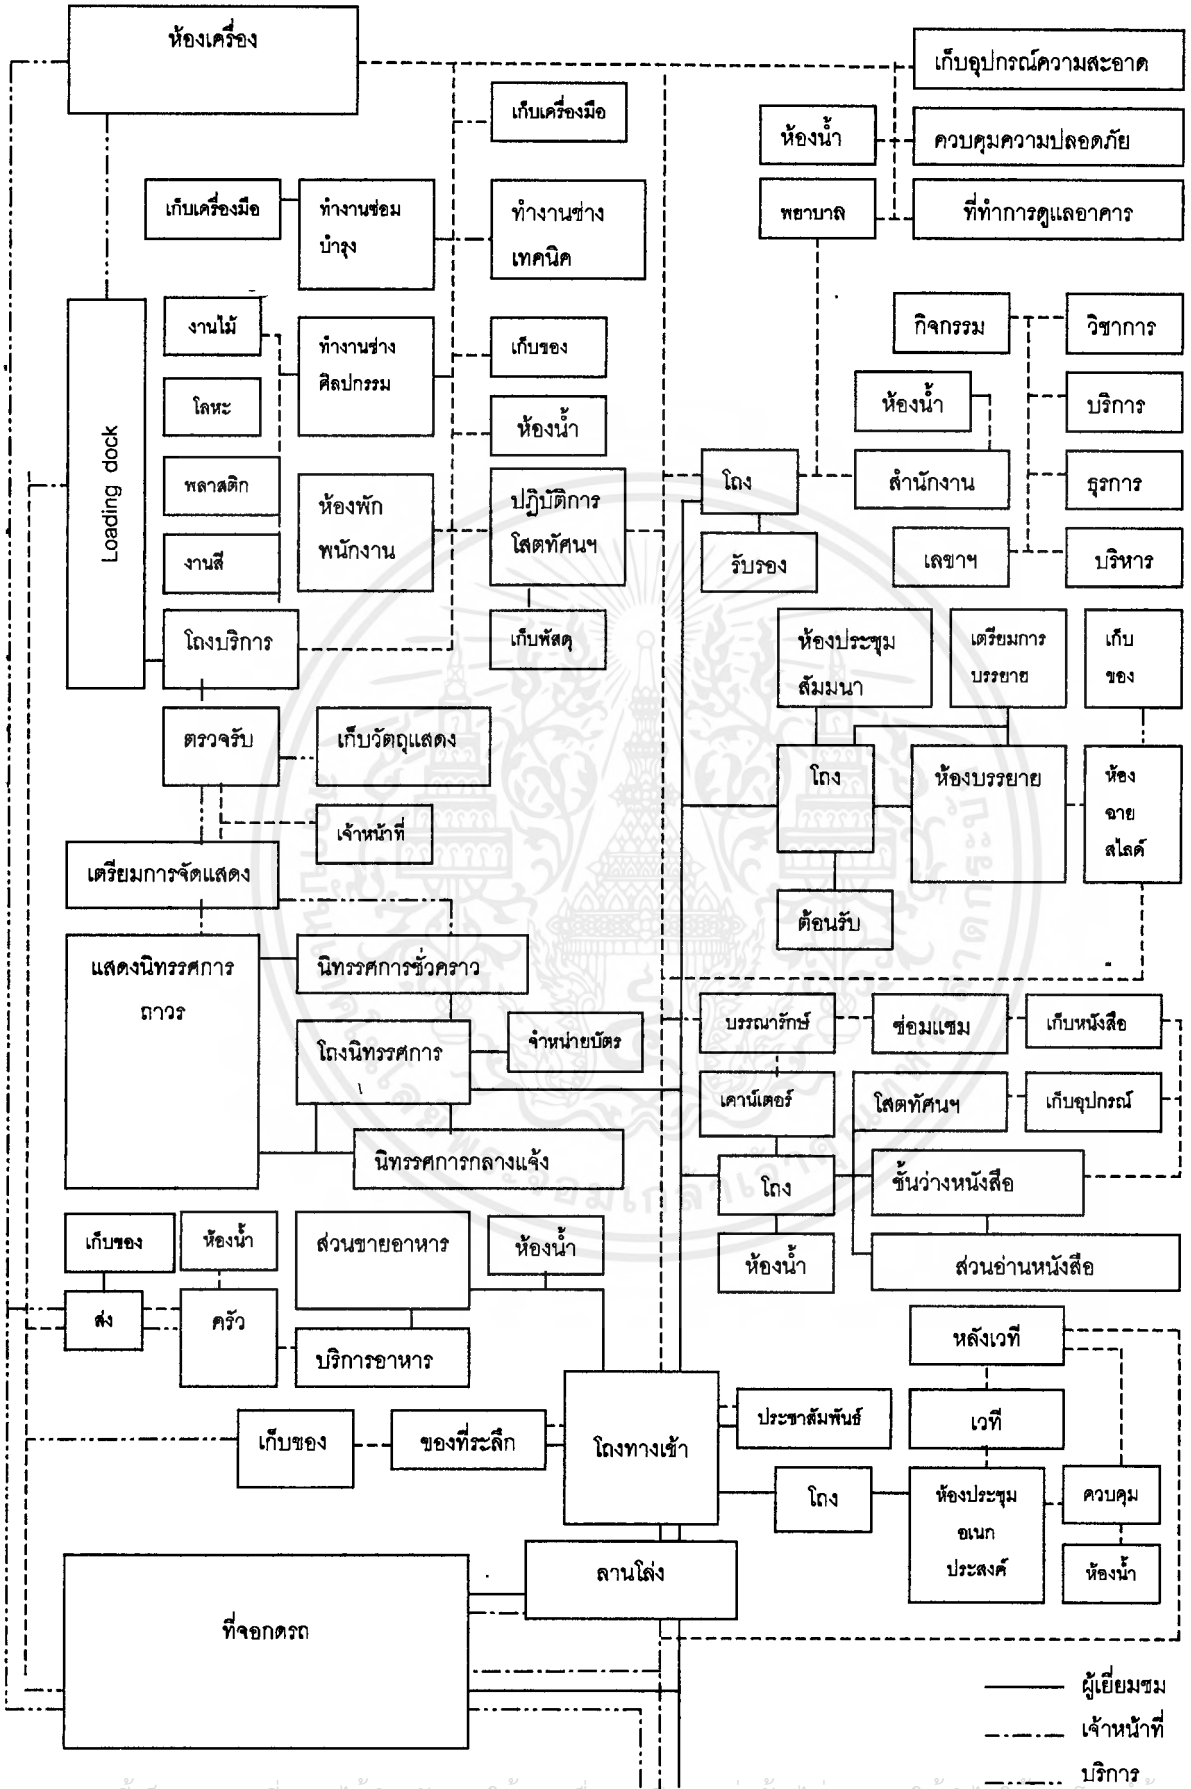 ห้องเครื่อง
เก็บอุปกรณ์ความสะอาด
เก็บเครื่องมือ
ห้องน้ำ
ควบคุมความปลอดภัย
เก็บเครื่องมือ
ทำงานซ่อม
บำรุง
ทำงานช่าง
เทคนิค
พยาบาล
ที่ทำการดูแลอาคาร
งานไม้
ทำงานช่าง
ศิลปกรรม
เก็บของ
กิจกรรม
วิชาการ
โลหะ
ห้องน้ำ
ห้องน้ำ
บริการ
Loading dock
พลาสติก
ห้องพัก
พนักงาน
ปฏิบัติการ
โสตทัศนฯ
โถง
สำนักงาน
ธุรการ
งานสี
รับรอง
เลขาฯ
บริหาร
โถงบริการ
เก็บพัสดุ
ห้องประชุม
สัมมนา
เตรียมการ
บรรยาย
เก็บ
ของ
ตรวจรับ
เก็บวัตถุแสดง
โถง
ห้องบรรยาย
ห้อง
ฉาย
สไลด์
เจ้าหน้าที่
เตรียมการจัดแสดง
ต้อนรับ
แสดงนิทรรศการ
ถาวร
นิทรรศการชั่วคราว
บรรณารักษ์
ซ่อมแซม
เก็บหนังสือ
โถงนิทรรศการ
จำหน่ายบัตร
เคาน์เตอร์
โสตทัศนฯ
เก็บอุปกรณ์
นิทรรศการกลางแจ้ง
โถง
ชั้นวางหนังสือ
เก็บของ
ห้องน้ำ
ส่วนขายอาหาร
ห้องน้ำ
ห้องน้ำ
ส่วนอ่านหนังสือ
ส่ง
ครัว
บริการอาหาร
หลังเวที
เก็บของ
ของที่ระลึก
โถงทางเข้า
ประชาสัมพันธ์
เวที
โถง
ห้องประชุม
อเนก
ประสงค์
ควบคุม
ลานโล่ง
ห้องน้ำ
ที่จอดรถ
ผู้เยี่ยมชม
เจ้าหน้าที่
บริการ